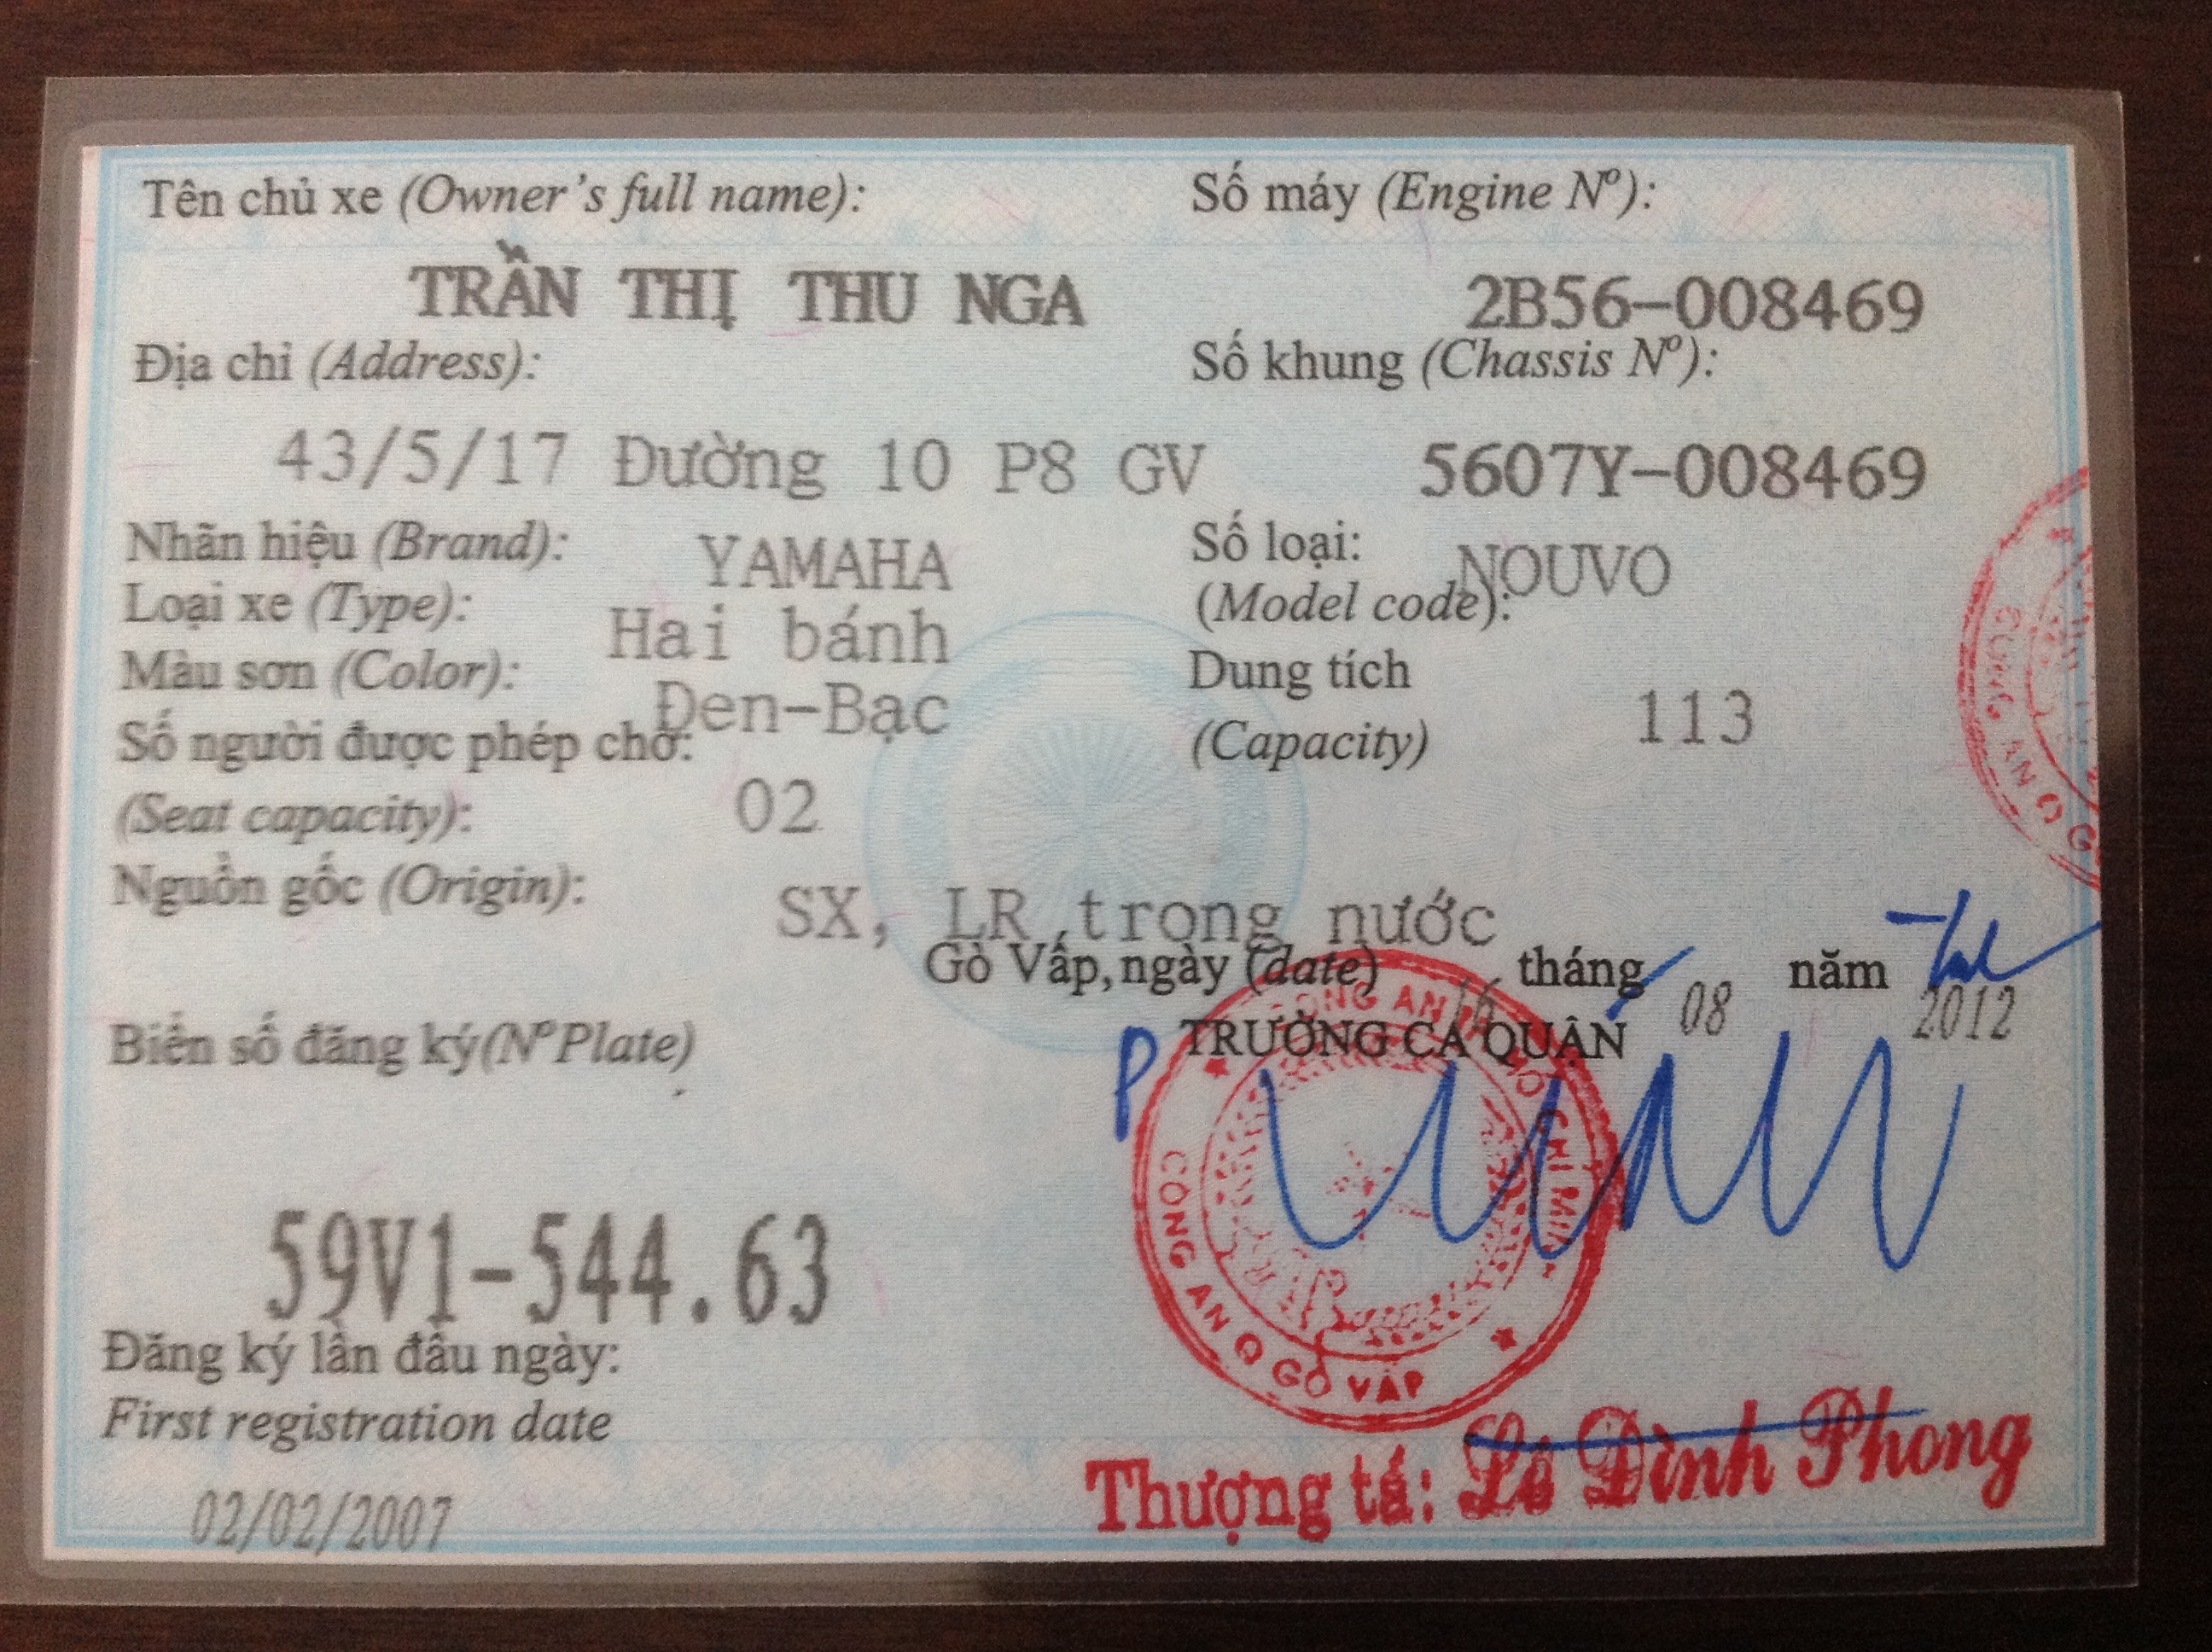 Tên chủ xe (Owner's full name):
TRẦN THỊ THU NGA
Địa chỉ (Address):
43/5/17 Đường 10 P8 GV
Nhãn hiệu (Brand): YAMAHA
Loại xe (Type): Hai bánh
Màu sơn (Color): Đen-Bạc
Số người được phép chở:
(Seat capacity): 02
Nguồn gốc (Origin): SX, LR trong nước
Số máy (Engine Nº):
2B56-008469
Số khung (Chassis Nº):
5607Y-008469
Số loại: NOUVO
(Model code):
Dung tích
(Capacity) 113
Gò Vấp, ngày (date) 16 tháng 08 năm 2012
P TRƯỞNG CA QUẬN
Biển số đăng ký (Nº Plate)
59V1-544.63
Đăng ký lần đầu ngày:
First registration date
02/02/2007
CÔNG AN TP HỒ CHÍ MINH
CÔNG AN Q GÒ VẤP
Thượng tá: Lê Đình Phong
CÔNG AN Q G